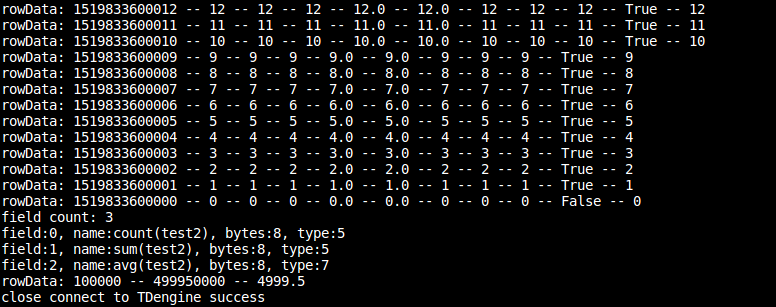 rowData: 1519833600012 -- 12 -- 12 -- 12 -- 12.0 -- 12.0 -- 12 -- 12 -- 12 -- True -- 12
rowData: 1519833600011 -- 11 -- 11 -- 11 -- 11.0 -- 11.0 -- 11 -- 11 -- 11 -- True -- 11
rowData: 1519833600010 -- 10 -- 10 -- 10 -- 10.0 -- 10.0 -- 10 -- 10 -- 10 -- True -- 10
rowData: 1519833600009 -- 9 -- 9 -- 9 -- 9.0 -- 9.0 -- 9 -- 9 -- 9 -- True -- 9
rowData: 1519833600008 -- 8 -- 8 -- 8 -- 8.0 -- 8.0 -- 8 -- 8 -- 8 -- True -- 8
rowData: 1519833600007 -- 7 -- 7 -- 7 -- 7.0 -- 7.0 -- 7 -- 7 -- 7 -- True -- 7
rowData: 1519833600006 -- 6 -- 6 -- 6 -- 6.0 -- 6.0 -- 6 -- 6 -- 6 -- True -- 6
rowData: 1519833600005 -- 5 -- 5 -- 5 -- 5.0 -- 5.0 -- 5 -- 5 -- 5 -- True -- 5
rowData: 1519833600004 -- 4 -- 4 -- 4 -- 4.0 -- 4.0 -- 4 -- 4 -- 4 -- True -- 4
rowData: 1519833600003 -- 3 -- 3 -- 3 -- 3.0 -- 3.0 -- 3 -- 3 -- 3 -- True -- 3
rowData: 1519833600002 -- 2 -- 2 -- 2 -- 2.0 -- 2.0 -- 2 -- 2 -- 2 -- True -- 2
rowData: 1519833600001 -- 1 -- 1 -- 1 -- 1.0 -- 1.0 -- 1 -- 1 -- 1 -- True -- 1
rowData: 1519833600000 -- 0 -- 0 -- 0 -- 0.0 -- 0.0 -- 0 -- 0 -- 0 -- False -- 0
field count: 3
field:0, name:count(test2), bytes:8, type:5
field:1, name:sum(test2), bytes:8, type:5
field:2, name:avg(test2), bytes:8, type:7
rowData: 100000 -- 499950000 -- 4999.5
close connect to TDengine success